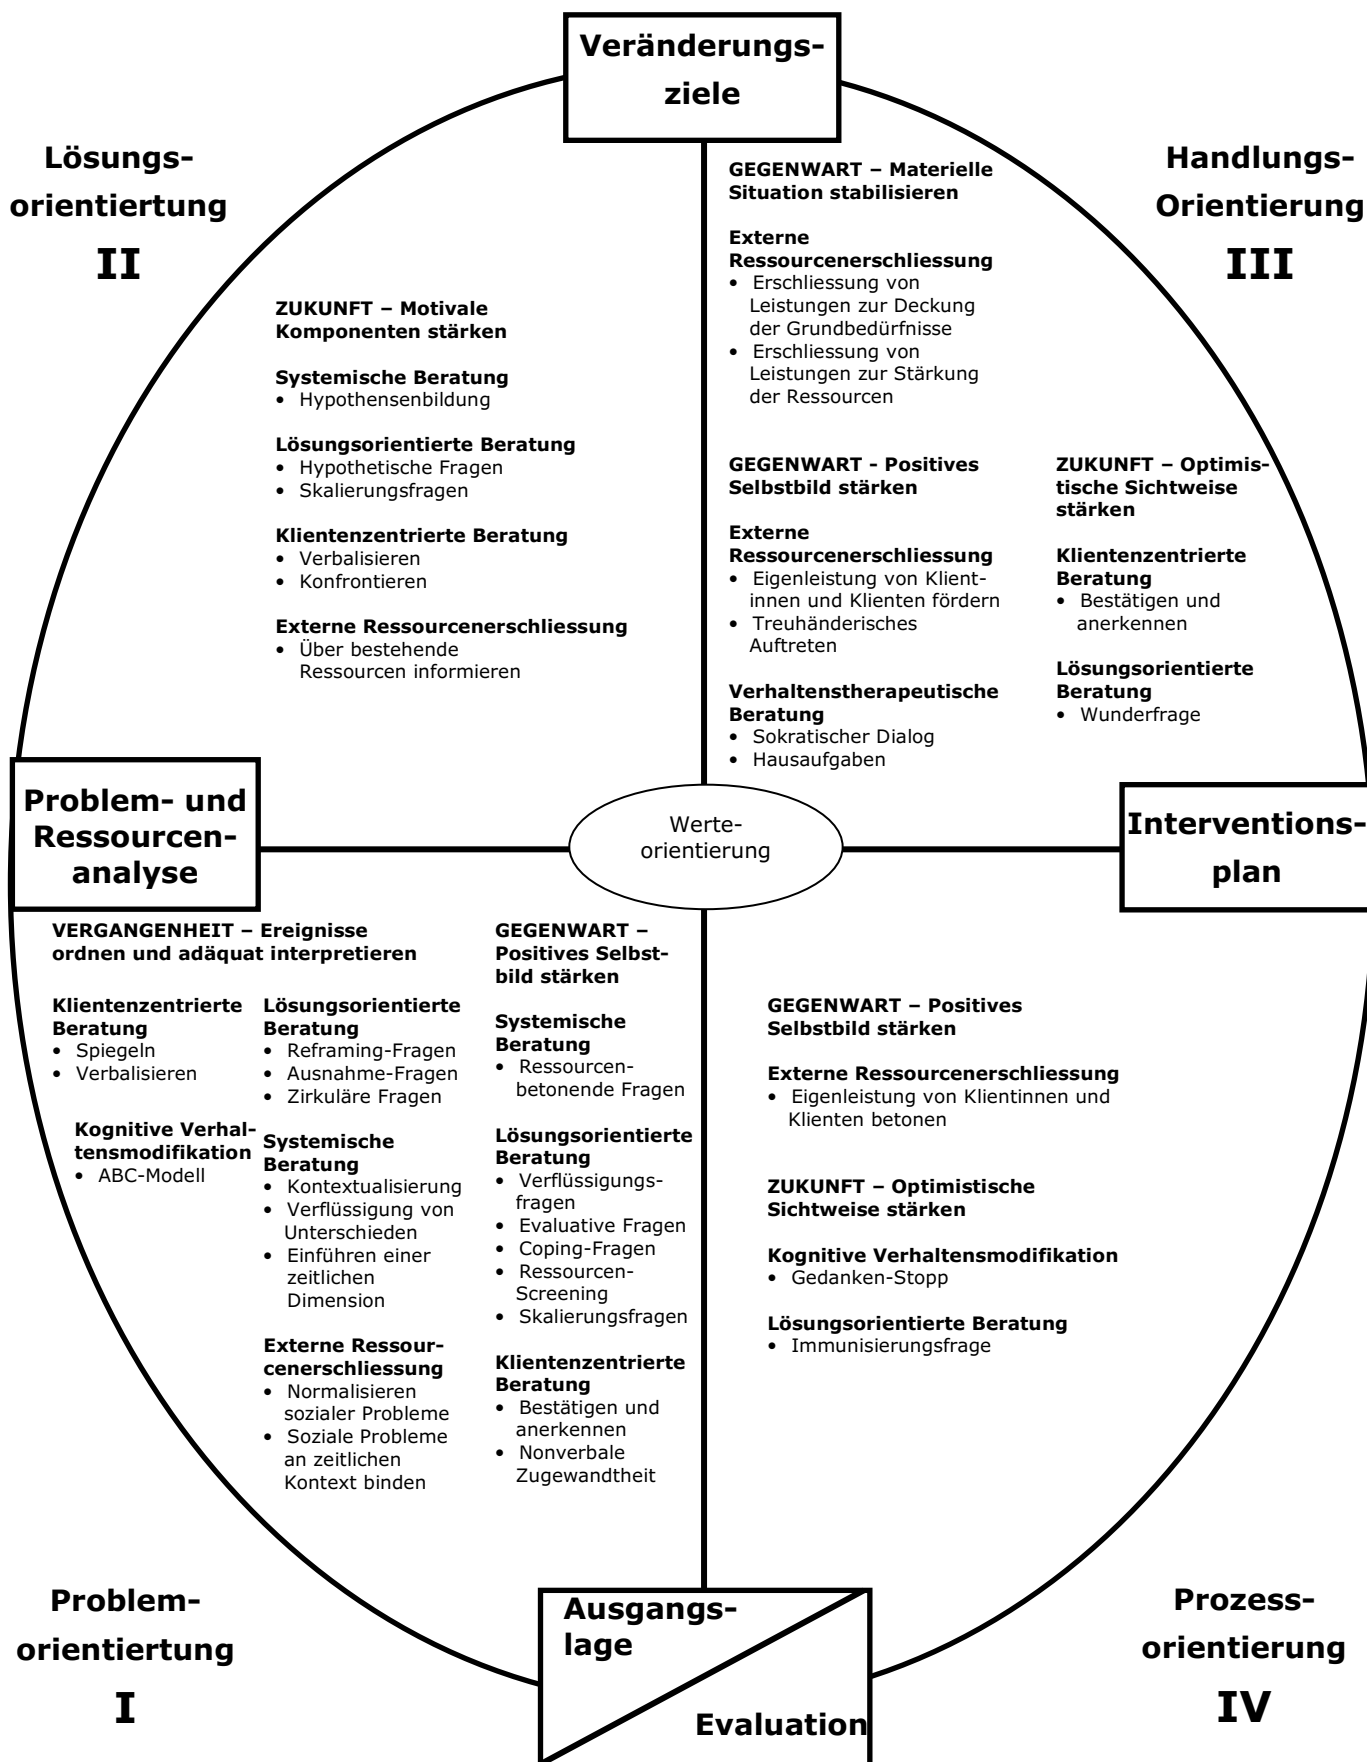 Veränderungs-
ziele
Lösungs-
orientiertung
II
Handlungs-
Orientierung
III
ZUKUNFT – Motivale
Komponenten stärken
Systemische Beratung
• Hypothensenbildung
Lösungsorientierte Beratung
• Hypothetische Fragen
• Skalierungsfragen
Klientenzentrierte Beratung
• Verbalisieren
• Konfrontieren
Externe Ressourcenerschliessung
• Über bestehende
Ressourcen informieren
GEGENWART – Materielle
Situation stabilisieren
Externe
Ressourcenerschliessung
• Erschliessung von
Leistungen zur Deckung
der Grundbedürfnisse
• Erschliessung von
Leistungen zur Stärkung
der Ressourcen
GEGENWART - Positives
Selbstbild stärken
Externe
Ressourcenerschliessung
• Eigenleistung von Klient-
innen und Klienten fördern
• Treuhänderisches
Auftreten
Verhaltenstherapeutische
Beratung
• Sokratischer Dialog
• Hausaufgaben
ZUKUNFT – Optimis-
tische Sichtweise
stärken
Klientenzentrierte
Beratung
• Bestätigen und
anerkennen
Lösungsorientierte
Beratung
• Wunderfrage
Problem- und
Ressourcen-
analyse
Werte-
orientierung
Interventions-
plan
VERGANGENHEIT – Ereignisse
ordnen und adäquat interpretieren
Klientenzentrierte
Beratung
• Spiegeln
• Verbalisieren
Kognitive Verhal-
tensmodifikation
• ABC-Modell
Lösungsorientierte
Beratung
• Reframing-Fragen
• Ausnahme-Fragen
• Zirkuläre Fragen
Systemische
Beratung
• Kontextualisierung
• Verflüssigung von
Unterschieden
• Einführen einer
zeitlichen
Dimension
Externe Ressour-
cenerschliessung
• Normalisieren
sozialer Probleme
• Soziale Probleme
an zeitlichen
Kontext binden
GEGENWART –
Positives Selbst-
bild stärken
Systemische
Beratung
• Ressourcen-
betonende Fragen
Lösungsorientierte
Beratung
• Verflüssigungs-
fragen
• Evaluative Fragen
• Coping-Fragen
• Ressourcen-
Screening
• Skalierungsfragen
Klientenzentrierte
Beratung
• Bestätigen und
anerkennen
• Nonverbale
Zugewandtheit
GEGENWART – Positives
Selbstbild stärken
Externe Ressourcenerschliessung
• Eigenleistung von Klientinnen und
Klienten betonen
ZUKUNFT – Optimistische
Sichtweise stärken
Kognitive Verhaltensmodifikation
• Gedanken-Stopp
Lösungsorientierte Beratung
• Immunisierungsfrage
Problem-
orientiertung
I
Ausgangs-
lage
Evaluation
Prozess-
orientierung
IV